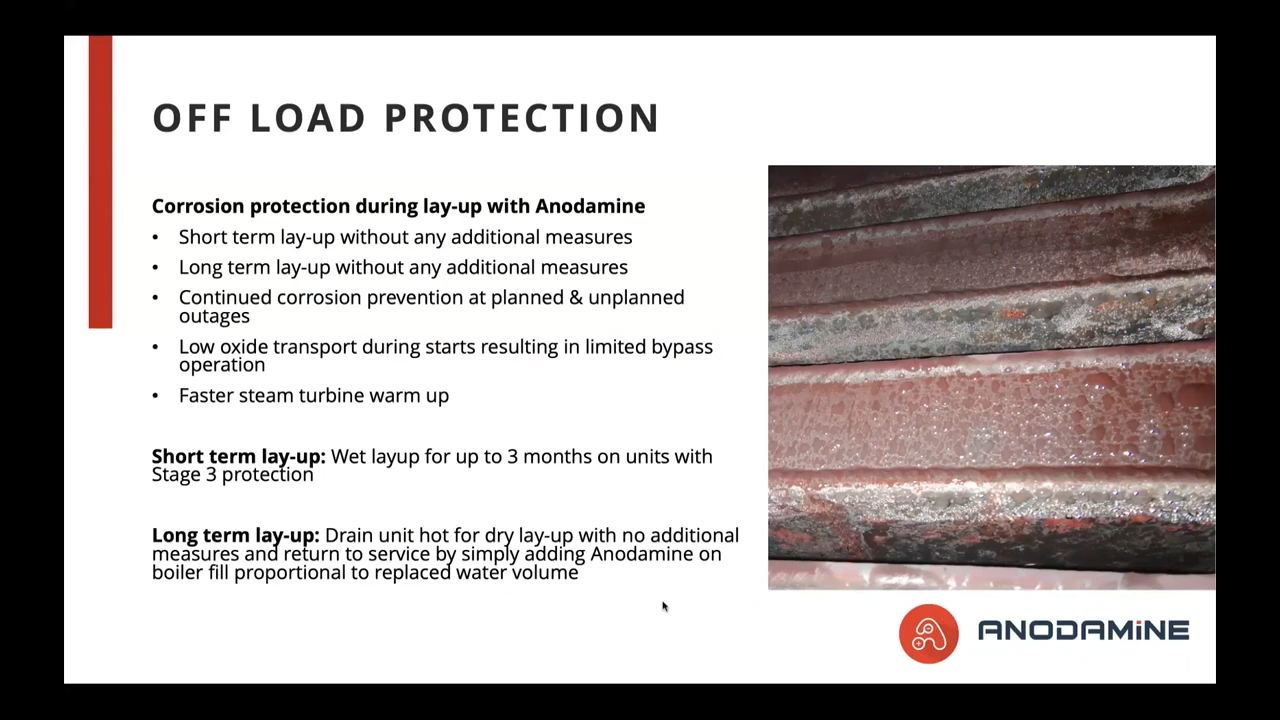 OFF LOAD PROTECTION
Corrosion protection during lay-up with Anodamine
• Short term lay-up without any additional measures
• Long term lay-up without any additional measures
• Continued corrosion prevention at planned & unplanned
outages
• Low oxide transport during starts resulting in limited bypass
operation
• Faster steam turbine warm up
Short term lay-up: Wet layup for up to 3 months on units with
Stage 3 protection
Long term lay-up: Drain unit hot for dry lay-up with no additional
measures and return to service by simply adding Anodamine on
boiler fill proportional to replaced water volume
ANODAMiNE